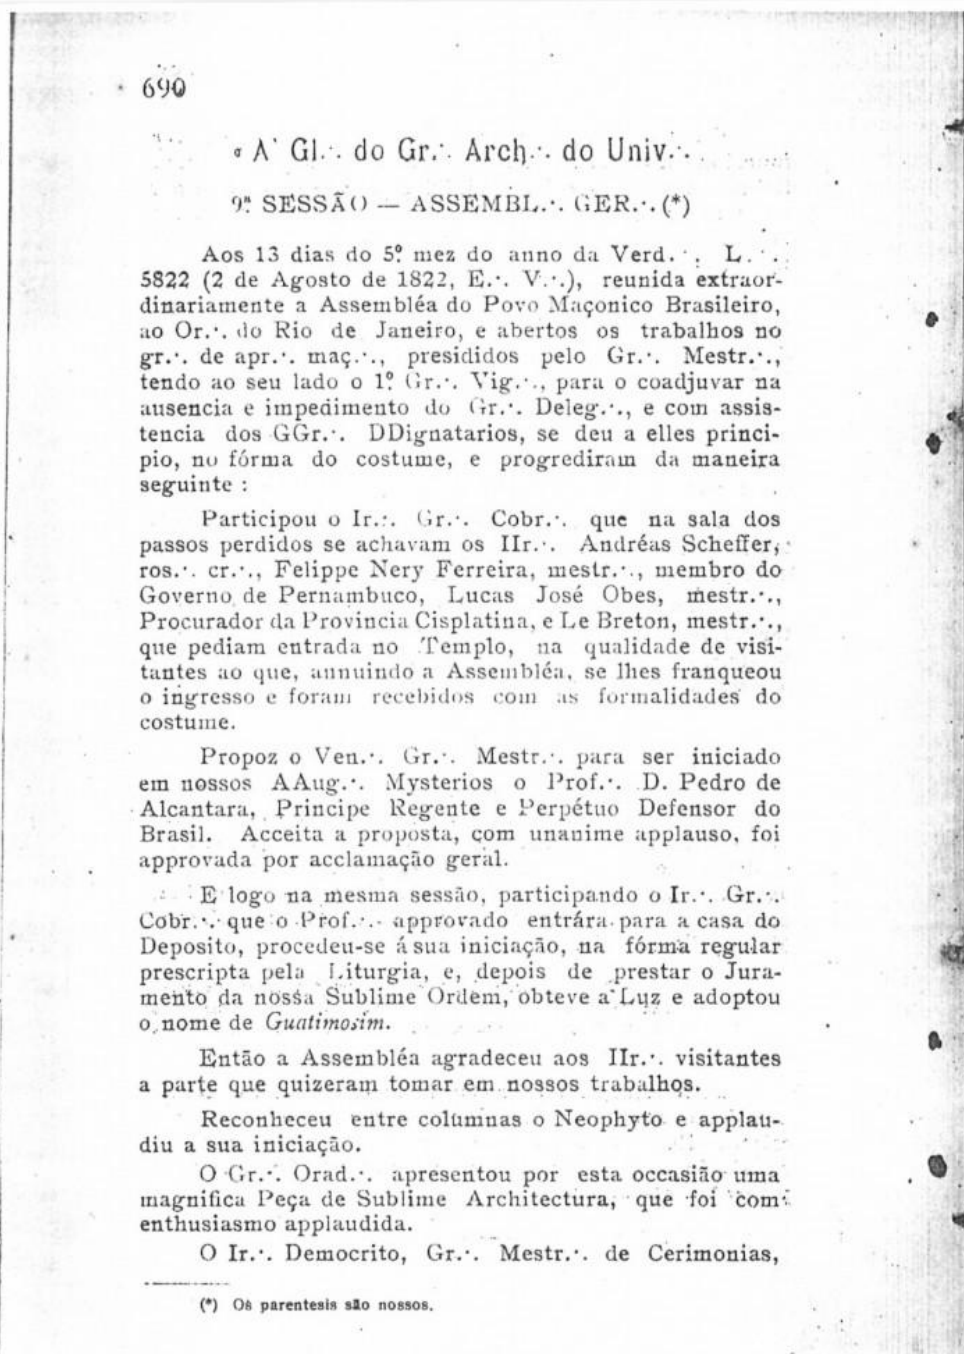 690
A' Gl.·. do Gr.·. Arch.·. do Univ.·.
9ª SESSÃO — ASSEMBL.·. GER.·. (*)
Aos 13 dias do 5º mez do anno da Verd.·. L.·.
5822 (2 de Agosto de 1822, E.·. V.·.), reunida extraor-
dinariamente a Assembléa do Povo Maçonico Brasileiro,
ao Or.·. do Rio de Janeiro, e abertos os trabalhos no
gr.·. de apr.·. maç.·., presididos pelo Gr.·. Mestr.·.,
tendo ao seu lado o 1º Gr.·. Vig.·., para o coadjuvar na
ausencia e impedimento do Gr.·. Deleg.·., e com assis-
tencia dos GGr.·. DDignatarios, se deu a elles princi-
pio, no fórma do costume, e progrediram da maneira
seguinte :
Participou o Ir.·. Gr.·. Cobr.·. que na sala dos
passos perdidos se achavam os IIr.·. Andréas Scheffer,
ros.·. cr.·., Felippe Nery Ferreira, mestr.·., membro do
Governo de Pernambuco, Lucas José Obes, mestr.·.,
Procurador da Provincia Cisplatina, e Le Breton, mestr.·.,
que pediam entrada no Templo, na qualidade de visi-
tantes ao que, annuindo a Assembléa, se lhes franqueou
o ingresso e foram recebidos com as formalidades do
costume.
Propoz o Ven.·. Gr.·. Mestr.·. para ser iniciado
em nossos AAug.·. Mysterios o Prof.·. D. Pedro de
Alcantara, Principe Regente e Perpétuo Defensor do
Brasil. Acceita a proposta, com unanime applauso, foi
approvada por acclamação geral.
E logo na mesma sessão, participando o Ir.·. Gr.·.
Cobr.·. que o Prof.·. approvado entrára para a casa do
Deposito, procedeu-se á sua iniciação, na fórma regular
prescripta pela Liturgia, e, depois de prestar o Jura-
mento da nossa Sublime Ordem, obteve a Luz e adoptou
o nome de Guatimosim.
Então a Assembléa agradeceu aos IIr.·. visitantes
a parte que quizeram tomar em nossos trabalhos.
Reconheceu entre columnas o Neophyto e applau-
diu a sua iniciação.
O Gr.·. Orad.·. apresentou por esta occasião uma
magnifica Peça de Sublime Architectura, que foi com
enthusiasmo applaudida.
O Ir.·. Democrito, Gr.·. Mestr.·. de Cerimonias,
(*) Os parentesis são nossos.